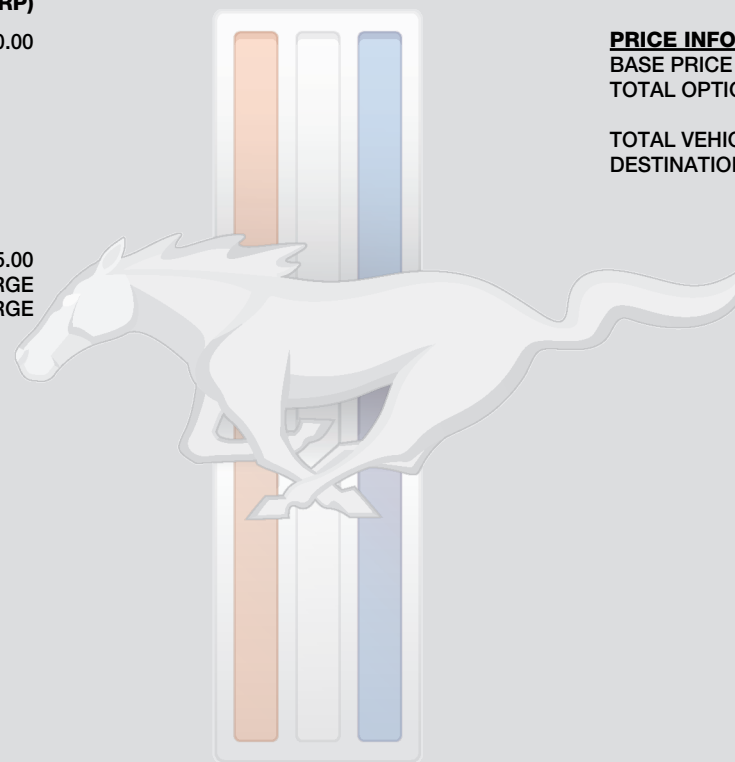 RP)
0.00
5.00
RGE
RGE
PRICE INFO
BASE PRICE
TOTAL OPTIO
TOTAL VEHIC
DESTINATION